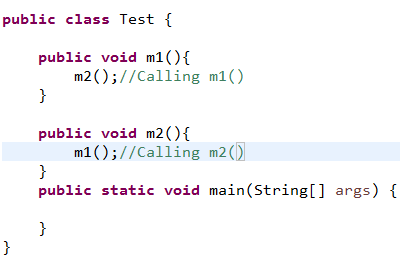 public class Test {
public void m1(){
m2();//Calling m1()
}
public void m2(){
m1();//Calling m2()
}
public static void main(String[] args) {
}
}